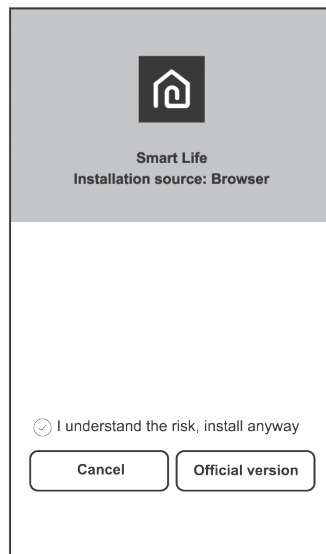 Smart Life
Installation source: Browser
I understand the risk, install anyway
Cancel
Official version